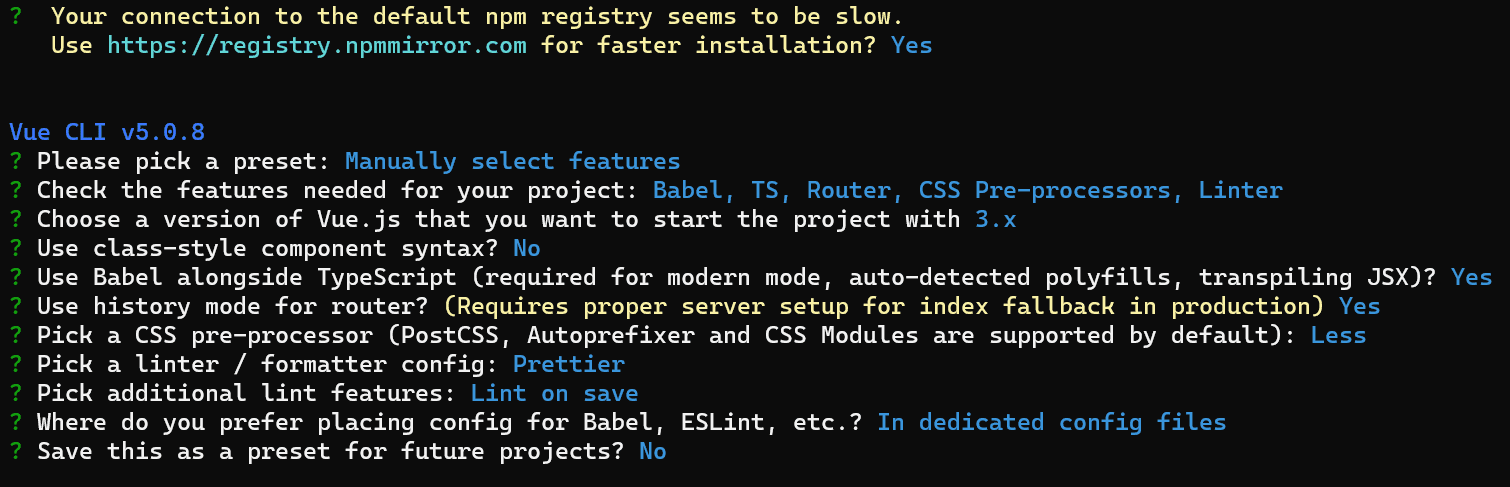 ? Your connection to the default npm registry seems to be slow.
Use https://registry.npmmirror.com for faster installation? Yes
Vue CLI v5.0.8
? Please pick a preset: Manually select features
? Check the features needed for your project: Babel, TS, Router, CSS Pre-processors, Linter
? Choose a version of Vue.js that you want to start the project with 3.x
? Use class-style component syntax? No
? Use Babel alongside TypeScript (required for modern mode, auto-detected polyfills, transpiling JSX)? Yes
? Use history mode for router? (Requires proper server setup for index fallback in production) Yes
? Pick a CSS pre-processor (PostCSS, Autoprefixer and CSS Modules are supported by default): Less
? Pick a linter / formatter config: Prettier
? Pick additional lint features: Lint on save
? Where do you prefer placing config for Babel, ESLint, etc.? In dedicated config files
? Save this as a preset for future projects? No